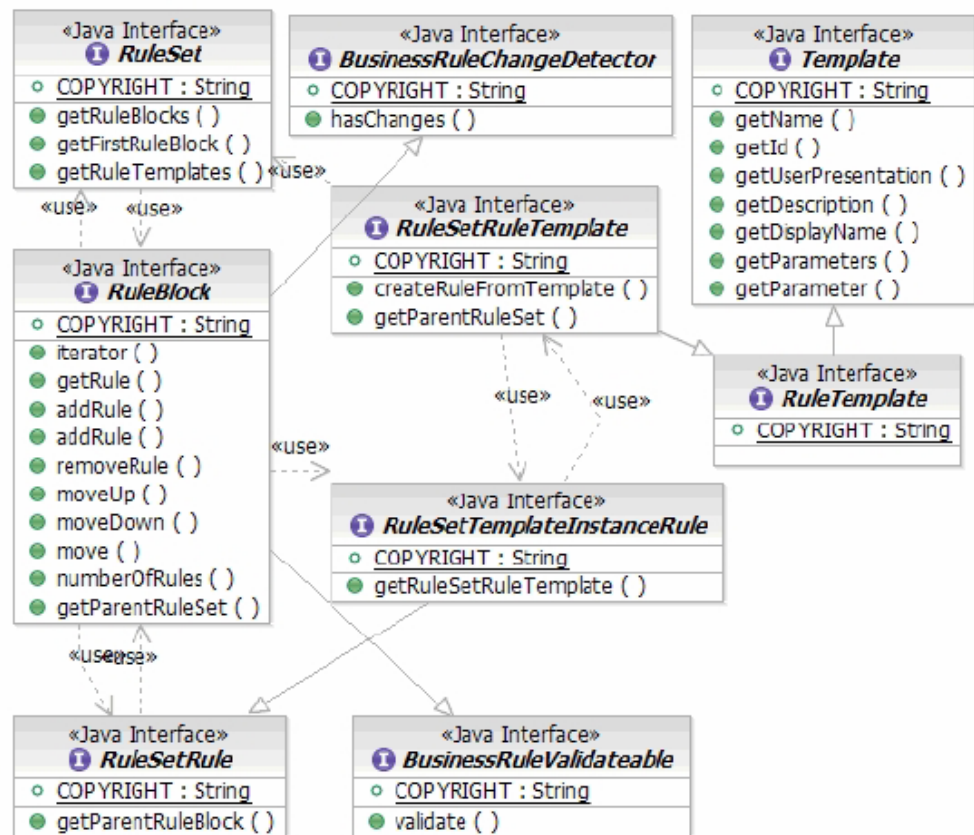 «Java Interface»
I RuleSet
COPYRIGHT : String
getRuleBlocks ( )
getFirstRuleBlock ( )
getRuleTemplates ( )
«Java Interface»
I BusinessRuleChangeDetector
COPYRIGHT : String
hasChanges ( )
«Java Interface»
I Template
COPYRIGHT : String
getName ( )
getId ( )
getUserPresentation ( )
getDescription ( )
getDisplayName ( )
getParameters ( )
getParameter ( )
«use»
«use»
«use»
«Java Interface»
I RuleSetRuleTemplate
COPYRIGHT : String
createRuleFromTemplate ( )
getParentRuleSet ( )
«Java Interface»
I RuleBlock
COPYRIGHT : String
iterator ( )
getRule ( )
addRule ( )
addRule ( )
removeRule ( )
moveUp ( )
moveDown ( )
move ( )
numberOfRules ( )
getParentRuleSet ( )
«Java Interface»
I RuleTemplate
COPYRIGHT : String
«use»
«use»
«use»
«Java Interface»
I RuleSetTemplateInstanceRule
COPYRIGHT : String
getRuleSetRuleTemplate ( )
«use»
«use»
«Java Interface»
I RuleSetRule
COPYRIGHT : String
getParentRuleBlock ( )
«Java Interface»
I BusinessRuleValidateable
COPYRIGHT : String
validate ( )